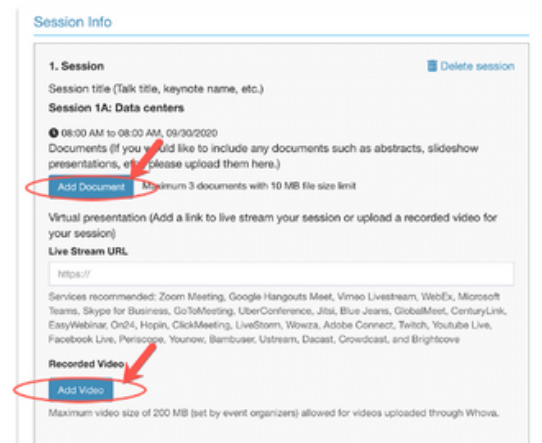 Session Info
1. Session
Delete session
Session title (Talk title, keynote name, etc.)
Session 1A: Data centers
08:00 AM to 08:00 AM, 09/30/2020
Documents (If you would like to include any documents such as abstracts, slideshow
presentations, etc. please upload them here.)
Add Document
Maximum 3 documents with 10 MB file size limit
Virtual presentation (Add a link to live stream your session or upload a recorded video for
your session)
Live Stream URL
https://
Services recommended: Zoom Meeting, Google Hangouts Meet, Vimeo Livestream, WebEx, Microsoft
Teams, Skype for Business, GoToMeeting, UberConference, Jitsi, Blue Jeans, GlobalMeet, CenturyLink,
EasyWebinar, On24, Hopin, ClickMeeting, LiveStorm, Wowza, Adobe Connect, Twitch, Youtube Live,
Facebook Live, Periscope, Younow, Bambuser, Ustream, Dacast, Crowdcast, and Brightcove
Recorded Video
Add Video
Maximum video size of 200 MB (set by event organizers) allowed for videos uploaded through Whova.